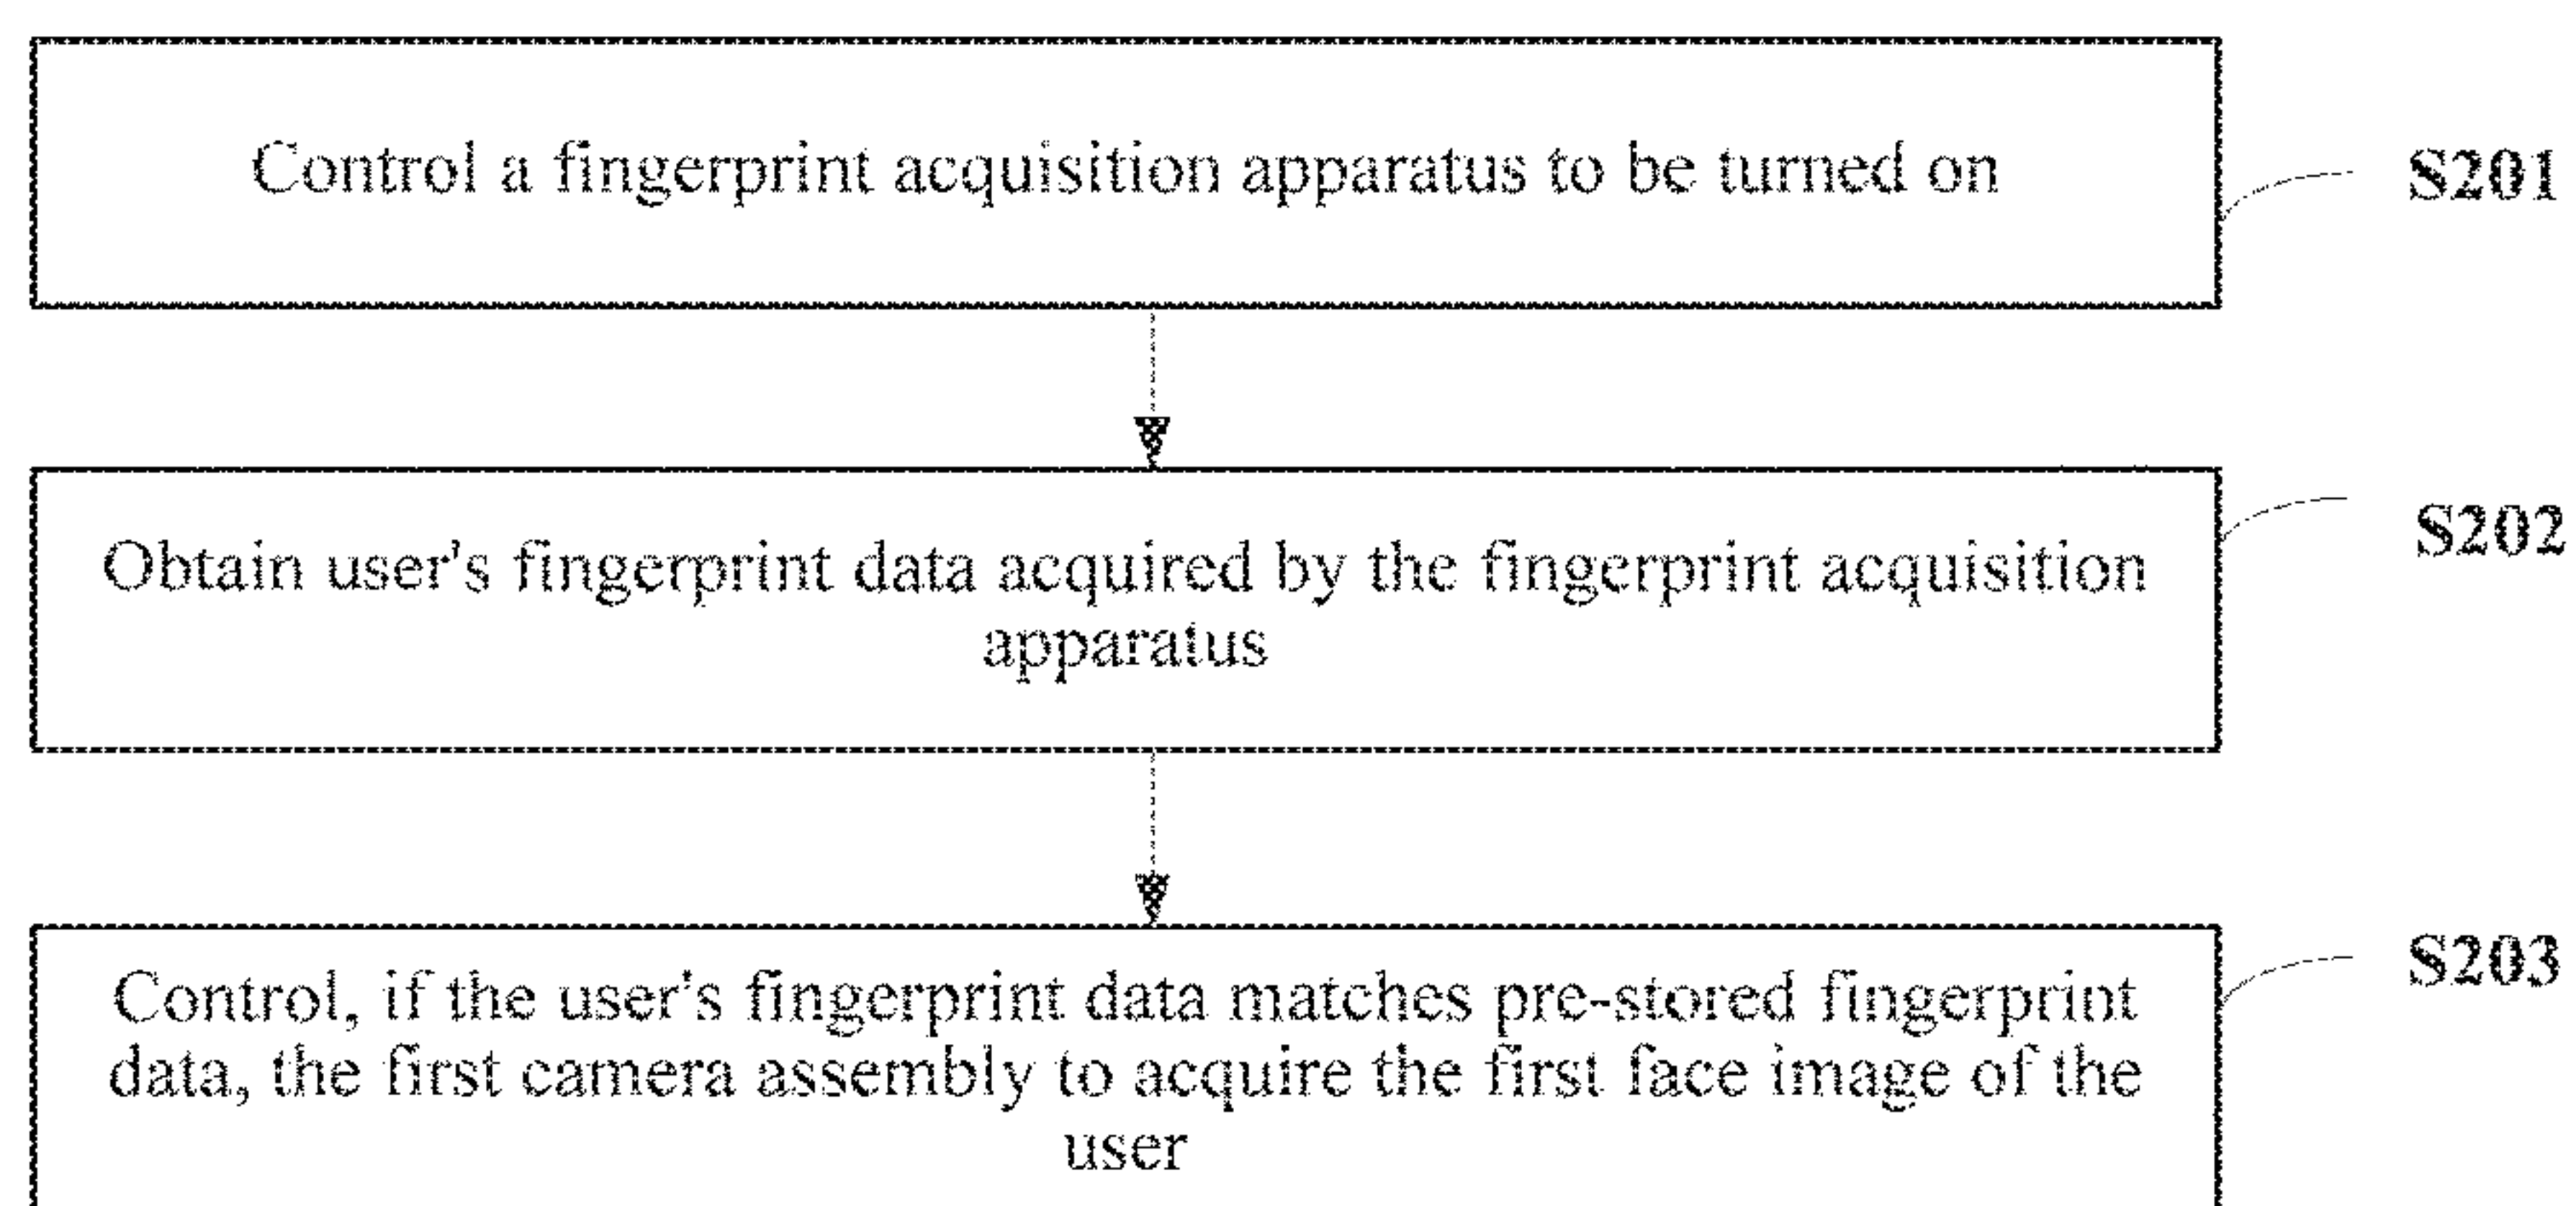 Control a fingerprint acquisition apparatus to be turned on
S201
Obtain user's fingerprint data acquired by the fingerprint acquisition
apparatus
S202
Control, if the user's fingerprint data matches pre-stored fingerprint
data, the first camera assembly to acquire the first face image of the
user
S203